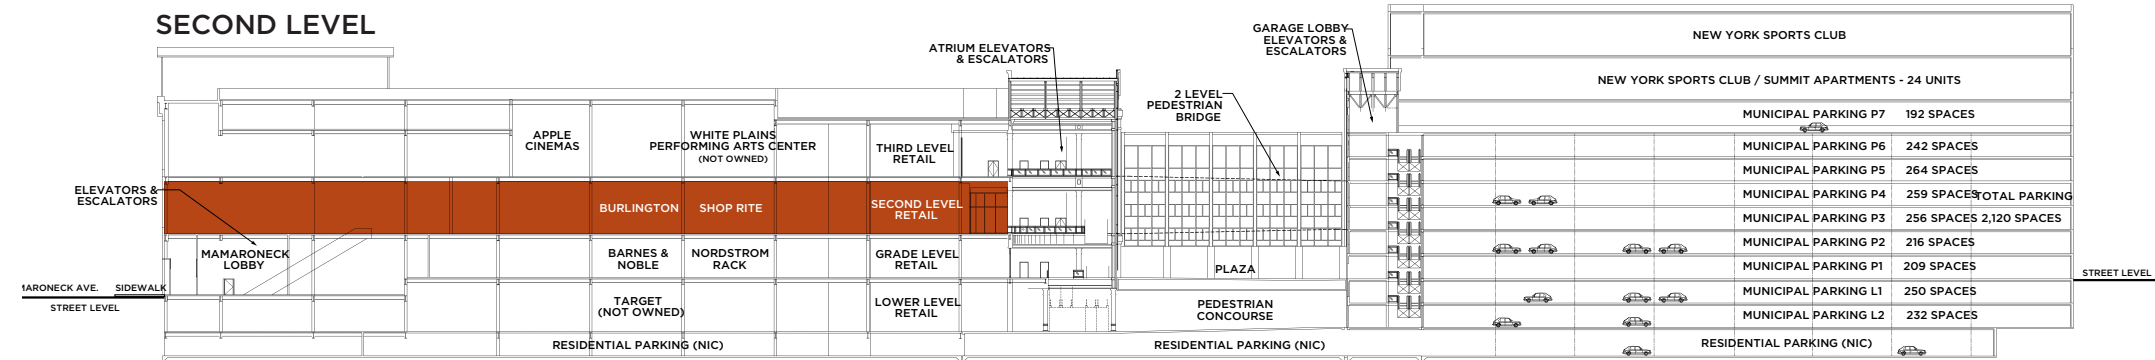 SECOND LEVEL
ELEVATORS &
ESCALATORS
MAMARONECK
LOBBY
MARONECK AVE.
SIDEWALK
STREET LEVEL
APPLE
CINEMAS
WHITE PLAINS
PERFORMING ARTS CENTER
(NOT OWNED)
THIRD LEVEL
RETAIL
BURLINGTON
SHOP RITE
SECOND LEVEL
RETAIL
BARNES &
NOBLE
NORDSTROM
RACK
GRADE LEVEL
RETAIL
TARGET
(NOT OWNED)
LOWER LEVEL
RETAIL
RESIDENTIAL PARKING (NIC)
ATRIUM ELEVATORS
& ESCALATORS
2 LEVEL
PEDESTRIAN
BRIDGE
GARAGE LOBBY
ELEVATORS &
ESCALATORS
PLAZA
PEDESTRIAN
CONCOURSE
RESIDENTIAL PARKING (NIC)
NEW YORK SPORTS CLUB
NEW YORK SPORTS CLUB / SUMMIT APARTMENTS - 24 UNITS
MUNICIPAL PARKING P7 192 SPACES
MUNICIPAL PARKING P6 242 SPACES
MUNICIPAL PARKING P5 264 SPACES
MUNICIPAL PARKING P4 259 SPACES
MUNICIPAL PARKING P3 256 SPACES
MUNICIPAL PARKING P2 216 SPACES
MUNICIPAL PARKING P1 209 SPACES
MUNICIPAL PARKING L1 250 SPACES
MUNICIPAL PARKING L2 232 SPACES
TOTAL PARKING
2,120 SPACES
RESIDENTIAL PARKING (NIC)
STREET LEVEL